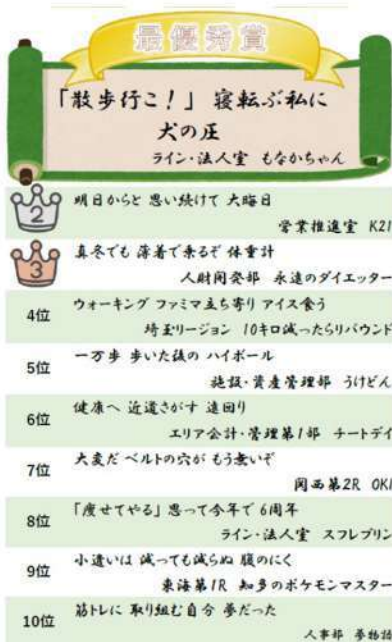 最優秀賞
「散歩行こ！」 寝転ぶ私に
犬の圧
ライン・法人室 もなかちゃん
2
明日からと 思い続けて 大晦日
営業推進室 K21
3
真冬でも 薄着で乗るぞ 体重計
人財開発部 永遠のダイエッター
4位
ウォーキング ファミマ立ち寄り アイス食う
埼玉リージョン 10キロ減ったらリバウンド
5位
一万歩 歩いた後の ハイボール
施設・資産管理部 うけどん
6位
健康へ 近道さがす 遠回り
エリア会計・管理第1部 チートデイ
7位
大変だ ベルトの穴が もう無いぞ
関西第2R OKI
8位
「痩せてやる」 思って今年で 6周年
ライン・法人室 スフレプリン
9位
小遣いは 減っても減らぬ 腹のにく
東海第1R 知多のポケモンマスター
10位
筋トレに 取り組む自分 夢だった
人事部